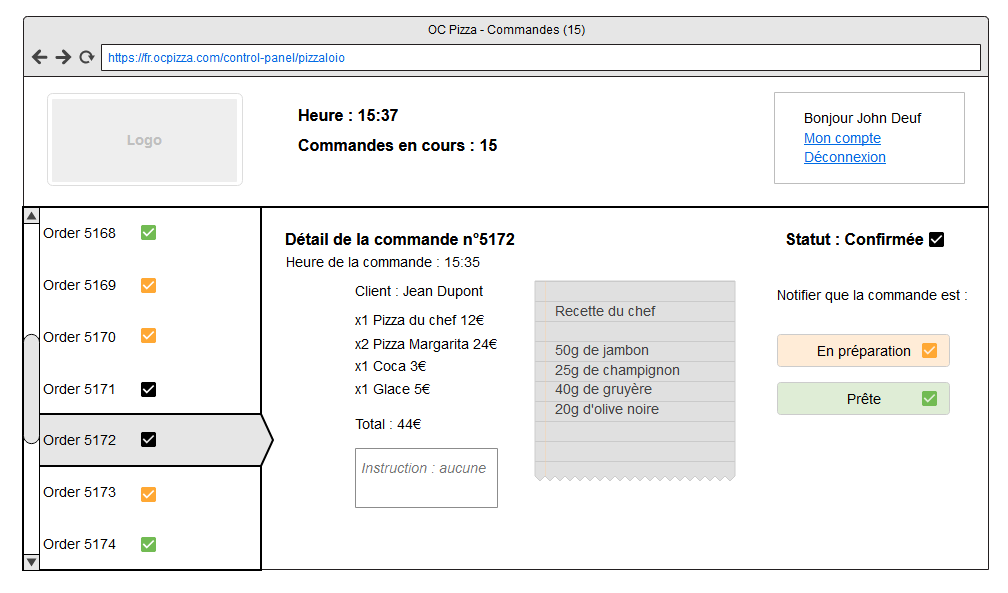 OC Pizza - Commandes (15)
https://fr.ocpizza.com/control-panel/pizzaloio
Logo
Heure : 15:37
Commandes en cours : 15
Bonjour John Deuf
Mon compte
Déconnexion
Order 5168
Order 5169
Order 5170
Order 5171
Order 5172
Order 5173
Order 5174
Détail de la commande n°5172
Heure de la commande : 15:35
Client : Jean Dupont
x1 Pizza du chef 12€
x2 Pizza Margarita 24€
x1 Coca 3€
x1 Glace 5€
Total : 44€
Instruction : aucune
Recette du chef
50g de jambon
25g de champignon
40g de gruyère
20g d'olive noire
Statut : Confirmée
Notifier que la commande est :
En préparation
Prête